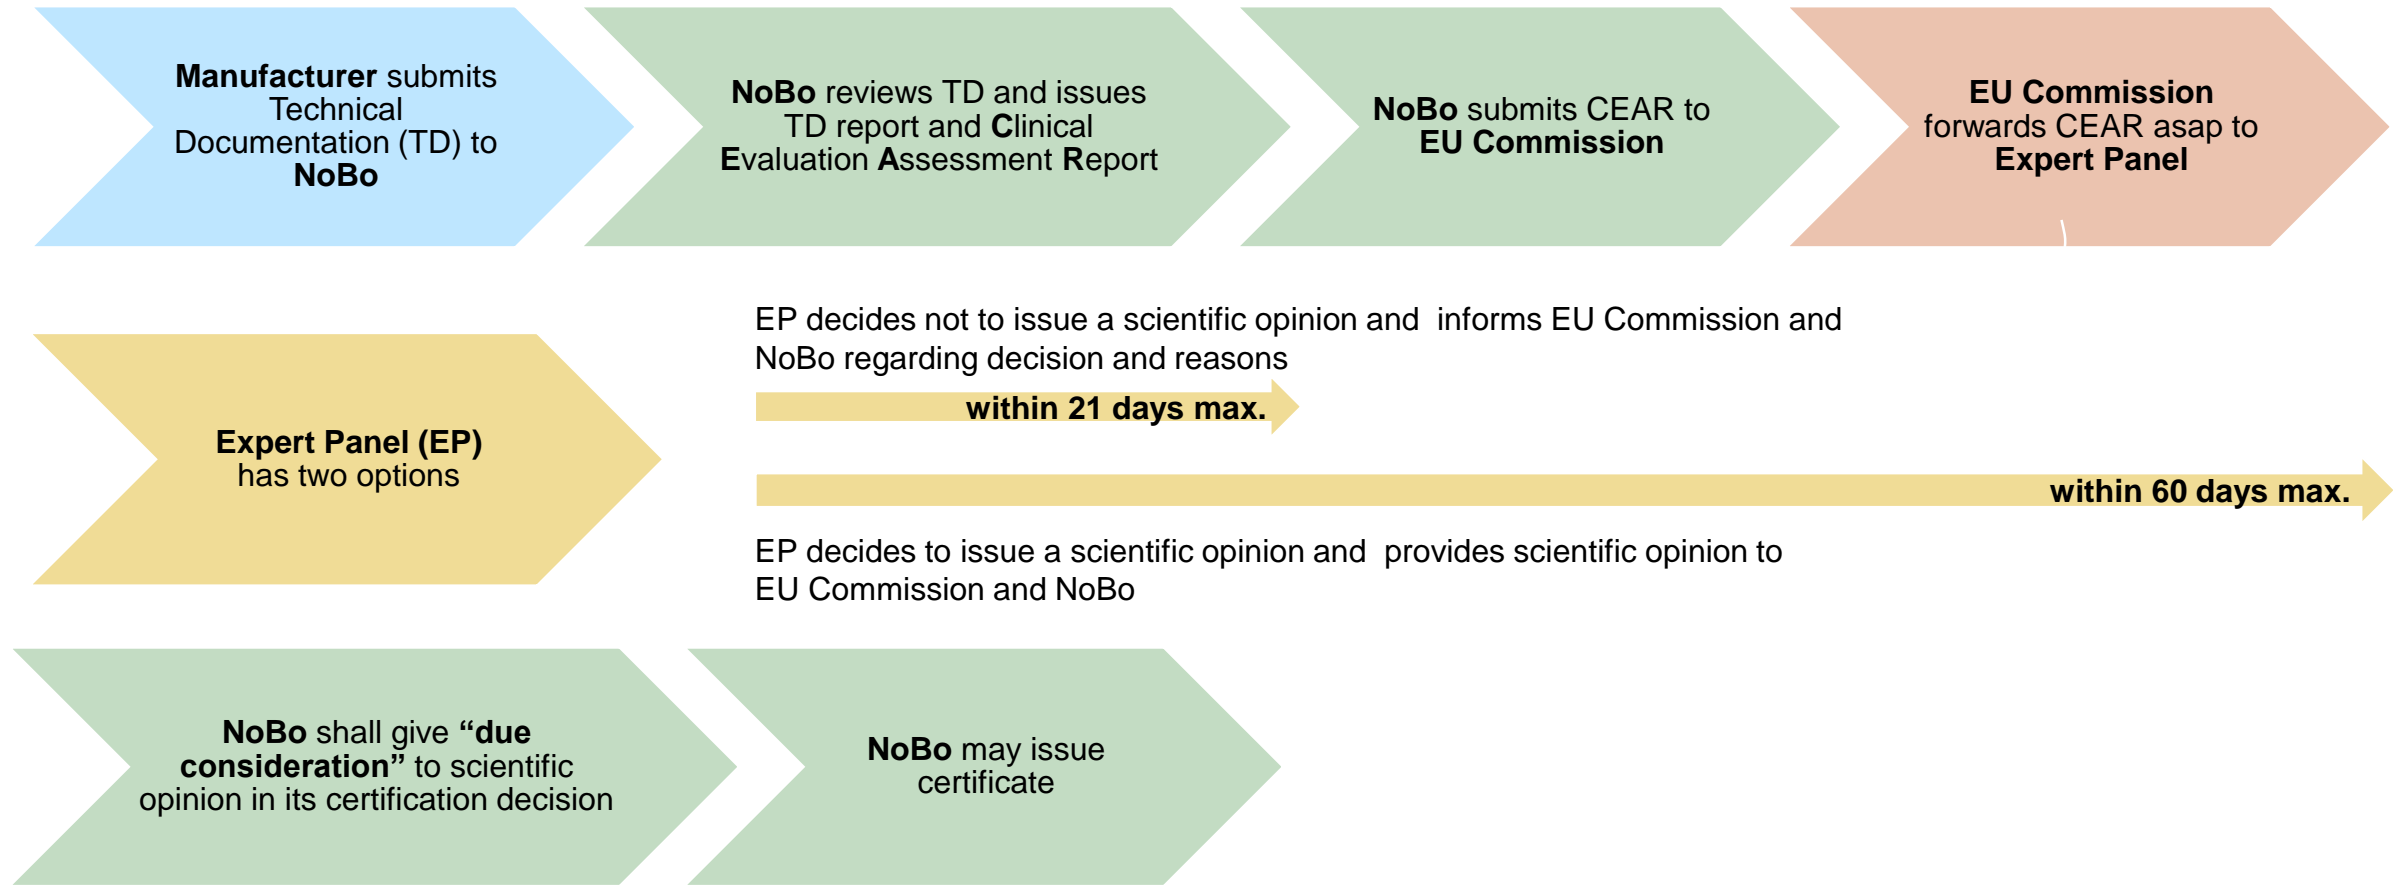 Manufacturer submits
Technical
Documentation (TD) to
NoBo
NoBo reviews TD and issues
TD report and Clinical
Evaluation Assessment Report
NoBo submits CEAR to
EU Commission
EU Commission
forwards CEAR asap to
Expert Panel
Expert Panel (EP)
has two options
EP decides not to issue a scientific opinion and  informs EU Commission and
NoBo regarding decision and reasons
within 21 days max.
within 60 days max.
EP decides to issue a scientific opinion and  provides scientific opinion to
EU Commission and NoBo
NoBo shall give “due
consideration” to scientific
opinion in its certification decision
NoBo may issue
certificate